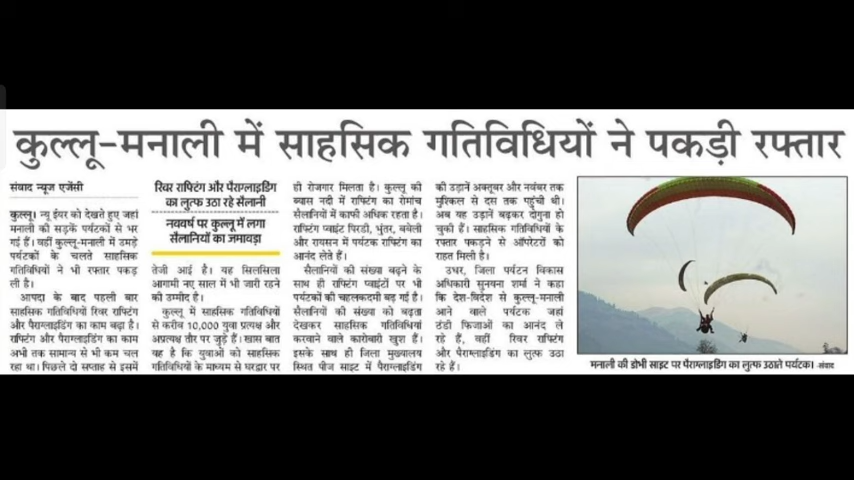 कुल्लू-मनाली में साहसिक गतिविधियों ने पकड़ी रफ्तार
संवाद न्यूज एजेंसी
कुल्लू। न्यू ईयर को देखते हुए जहां
मनाली की सड़कें पर्यटकों से भर
गई हैं। वहीं कुल्लू-मनाली में उमड़े
पर्यटकों के चलते साहसिक
गतिविधियों ने भी रफ्तार पकड़
ली है।
आपदा के बाद पहली बार
साहसिक गतिविधियों रिवर राफ्टिंग
और पैराग्लाइडिंग का काम बढ़ा है।
राफ्टिंग और पैराग्लाइडिंग का काम
अभी तक सामान्य से भी कम चल
रहा था। पिछले दो सप्ताह से इसमें
रिवर राफ्टिंग और पैराग्लाइडिंग
का लुत्फ उठा रहे सैलानी
नववर्ष पर कुल्लू में लगा
सैलानियों का जमावड़ा
तेजी आई है। यह सिलसिला
आगामी नए साल में भी जारी रहने
की उम्मीद है।
कुल्लू में साहसिक गतिविधियों
से करीब 10,000 युवा प्रत्यक्ष और
अप्रत्यक्ष तौर पर जुड़े हैं। खास बात
यह है कि युवाओं को साहसिक
गतिविधियों के माध्यम से घरद्वार पर
ही रोजगार मिलता है। कुल्लू की
ब्यास नदी में राफ्टिंग का रोमांच
सैलानियों में काफी अधिक रहता है।
राफ्टिंग प्वाइंट पिरडी, भुंतर, बवेली
और रायसन में पर्यटक राफ्टिंग का
आनंद लेते हैं।
सैलानियों की संख्या बढ़ने के
साथ ही राफ्टिंग प्वाइंटों पर भी
पर्यटकों की चहलकदमी बढ़ गई है।
सैलानियों की संख्या को बढ़ता
देखकर साहसिक गतिविधियां
करवाने वाले कारोबारी खुश हैं।
इसके साथ ही जिला मुख्यालय
स्थित पीज साइट में पैराग्लाइडिंग
की उड़ानें अक्तूबर और नवंबर तक
मुश्किल से दस तक पहुंची थी।
अब यह उड़ानें बढ़कर दोगुना हो
चुकी हैं। साहसिक गतिविधियों के
रफ्तार पकड़ने से ऑपरेटरों को
राहत मिली है।
उधर, जिला पर्यटन विकास
अधिकारी सुनयना शर्मा ने कहा
कि देश-विदेश से कुल्लू-मनाली
आने वाले पर्यटक जहां
ठंडी फिजाओं का आनंद ले
रहे हैं, वहीं रिवर राफ्टिंग
और पैराग्लाइडिंग का लुत्फ उठा
रहे हैं।
मनाली की डोभी साइट पर पैराग्लाइडिंग का लुत्फ उठाते पर्यटक। -संवाद